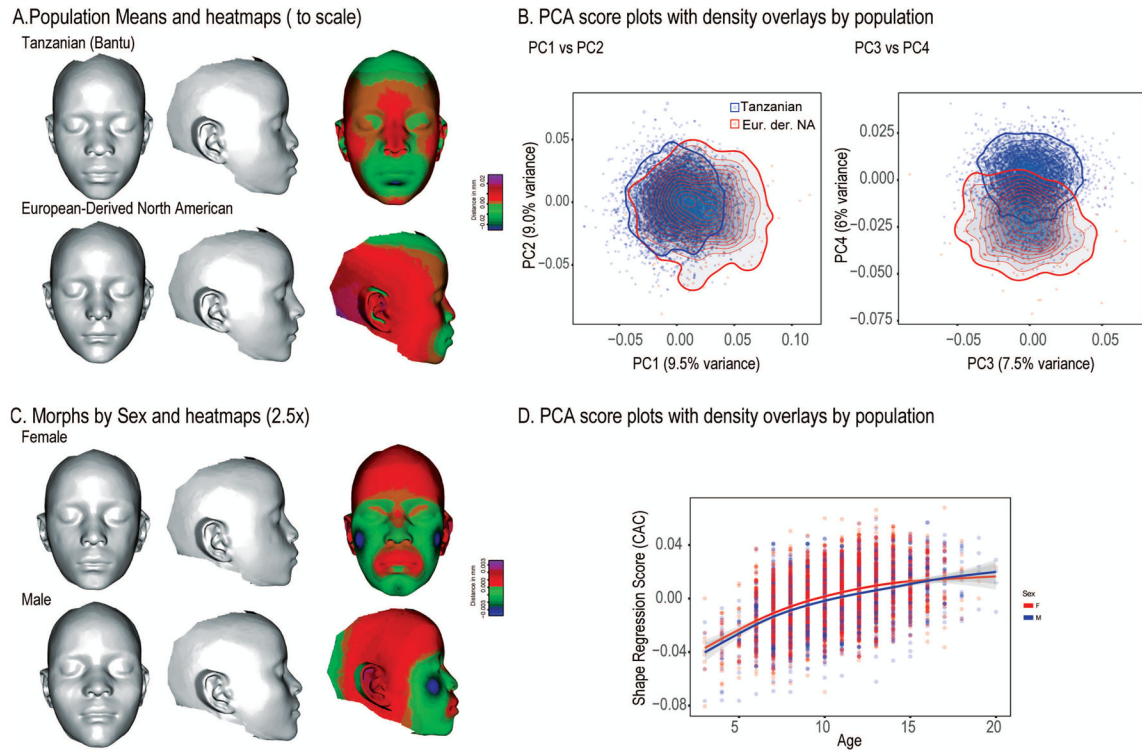 A.Population Means and heatmaps ( to scale)
Tanzanian (Bantu)
European-Derived North American
Distance in mm
0.02
0.00
−0.02
B. PCA score plots with density overlays by population
PC1 vs PC2
PC3 vs PC4
Tanzanian
Eur. der. NA
PC2 (9.0% variance)
0.05
0.00
−0.05
−0.05
0.00
0.05
0.10
PC1 (9.5% variance)
PC4 (6% variance)
0.025
0.000
−0.025
−0.050
−0.075
−0.05
0.00
0.05
PC3 (7.5% variance)
C. Morphs by Sex and heatmaps (2.5x)
Female
Male
Distance in mm
0.003
0.000
−0.003
D. PCA score plots with density overlays by population
Shape Regression Score (CAC)
0.04
0.00
−0.04
−0.08
5
10
15
20
Age
Sex
F
M